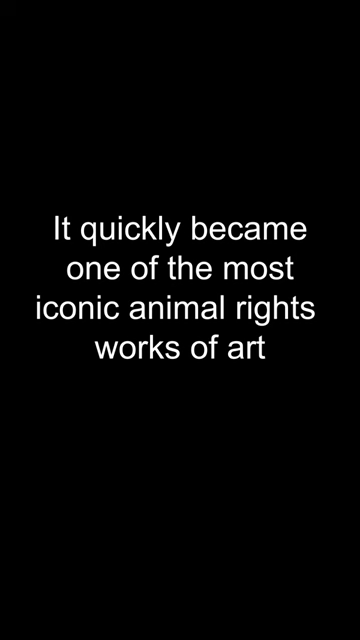 It quickly became
one of the most
iconic animal rights
works of art